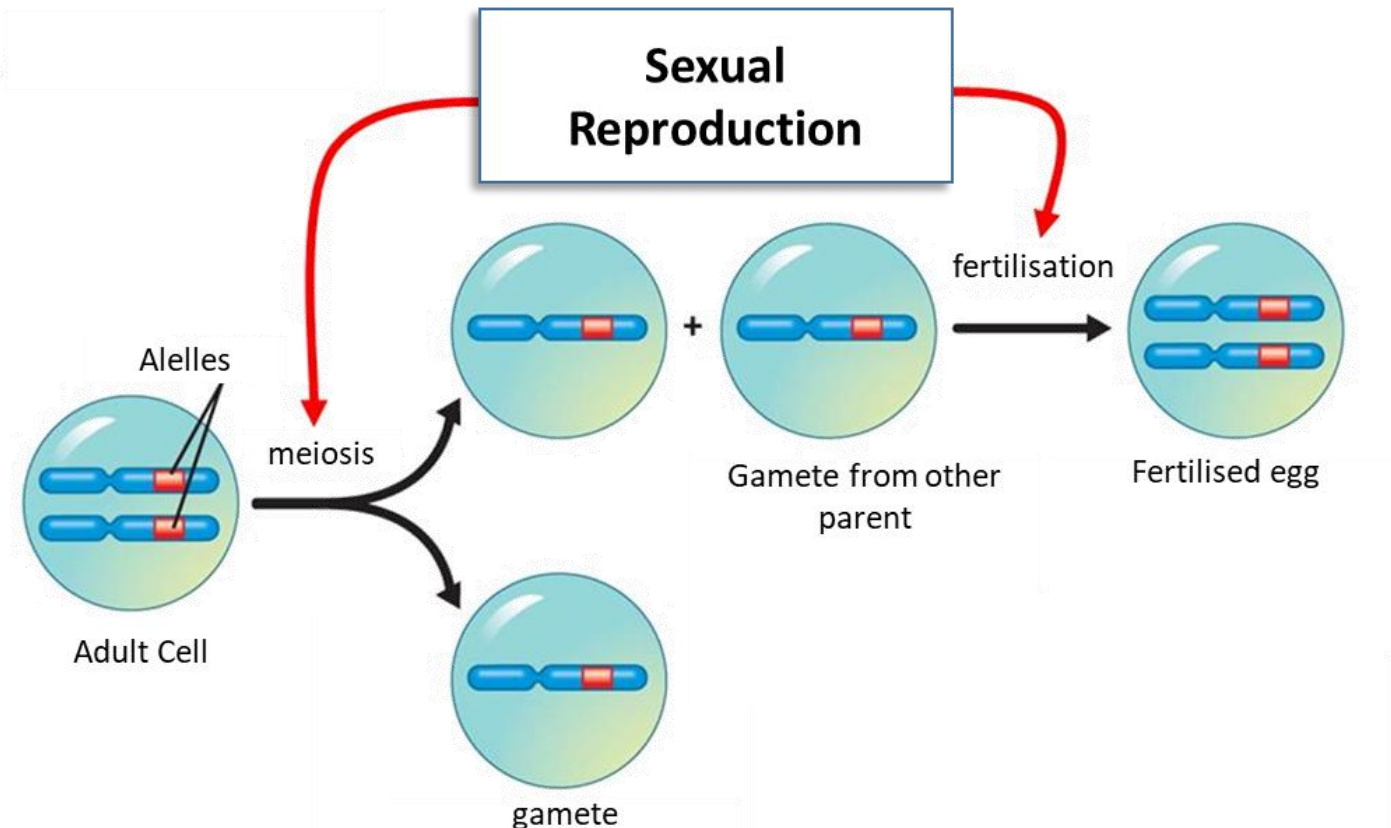 Sexual
Reproduction
fertilisation
Alelles
meiosis
+
Gamete from other
parent
Fertilised egg
Adult Cell
gamete